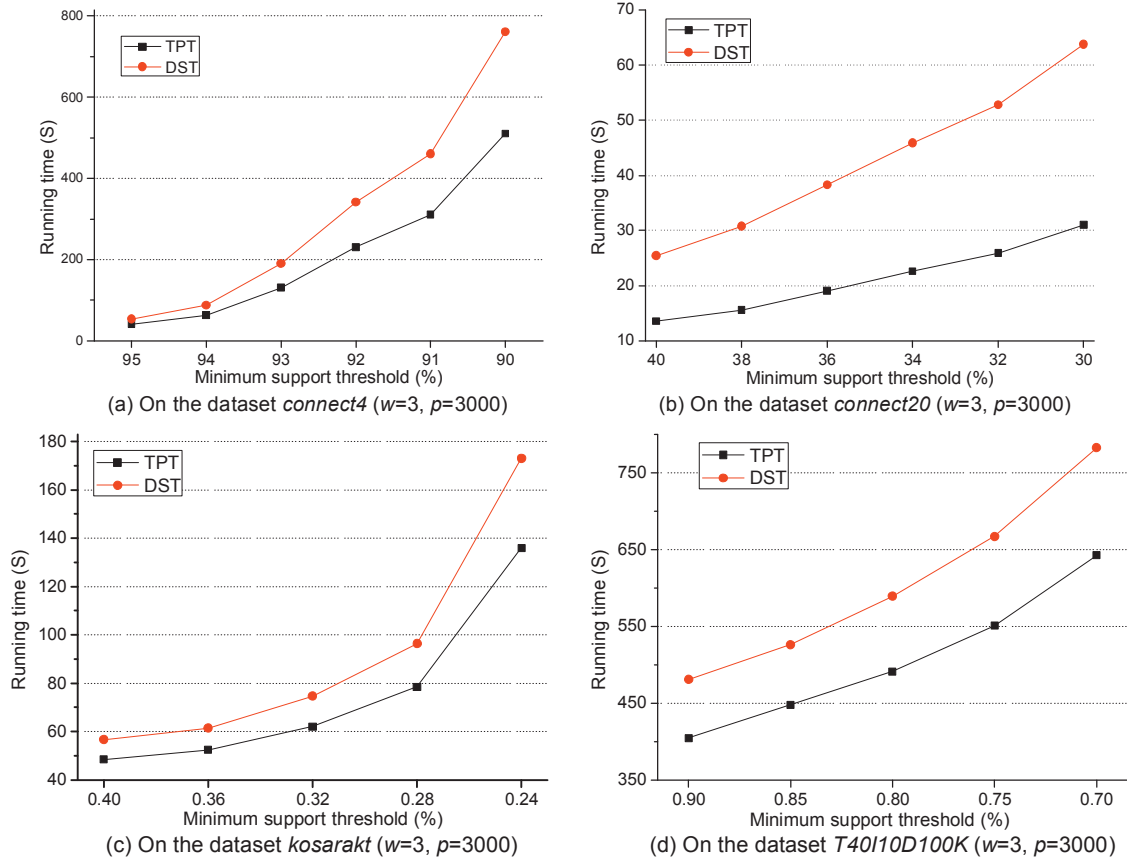 800
600
400
200
0
Running time (S)
TPT
DST
95 94 93 92 91 90
Minimum support threshold (%)
(a) On the dataset connect4 (w=3, p=3000)
70
60
50
40
30
20
10
Running time (S)
TPT
DST
40 38 36 34 32 30
Minimum support threshold (%)
(b) On the dataset connect20 (w=3, p=3000)
180
160
140
120
100
80
60
40
Running time (S)
TPT
DST
0.40 0.36 0.32 0.28 0.24
Minimum support threshold (%)
(c) On the dataset kosarakt (w=3, p=3000)
750
650
550
450
350
Running time (S)
TPT
DST
0.90 0.85 0.80 0.75 0.70
Minimum support threshold (%)
(d) On the dataset T40I10D100K (w=3, p=3000)